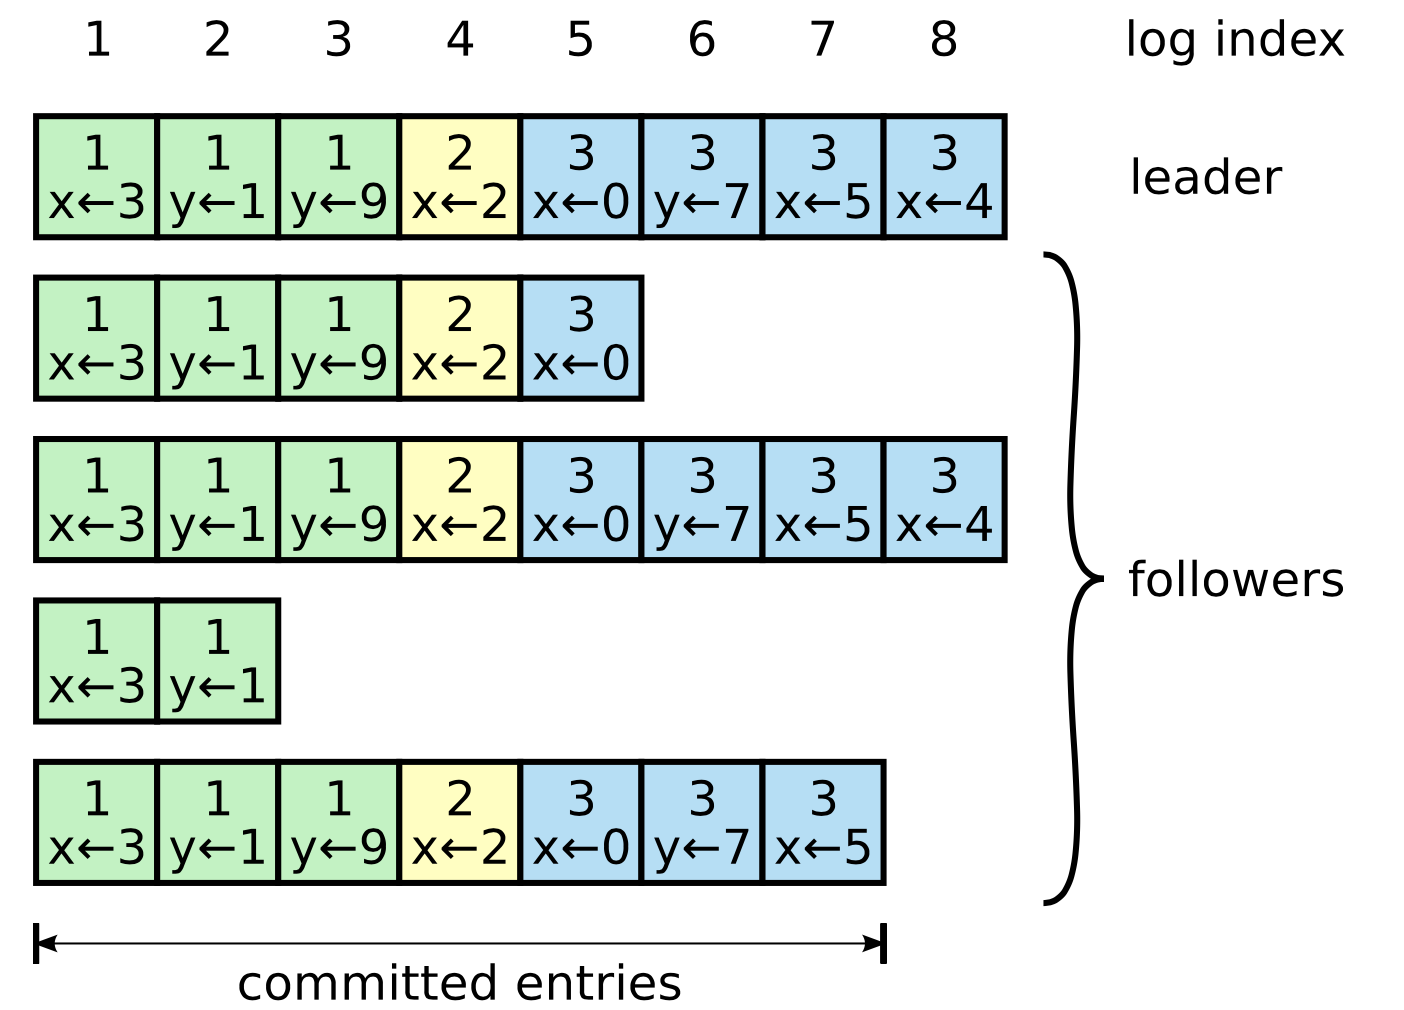 1 2 3 4 5 6 7 8 log index
1 1 1 2 3 3 3 3
x←3 y←1 y←9 x←2 x←0 y←7 x←5 x←4
leader
1 1 1 2 3
x←3 y←1 y←9 x←2 x←0
1 1 1 2 3 3 3 3
x←3 y←1 y←9 x←2 x←0 y←7 x←5 x←4
followers
1 1
x←3 y←1
1 1 1 2 3 3 3
x←3 y←1 y←9 x←2 x←0 y←7 x←5
committed entries